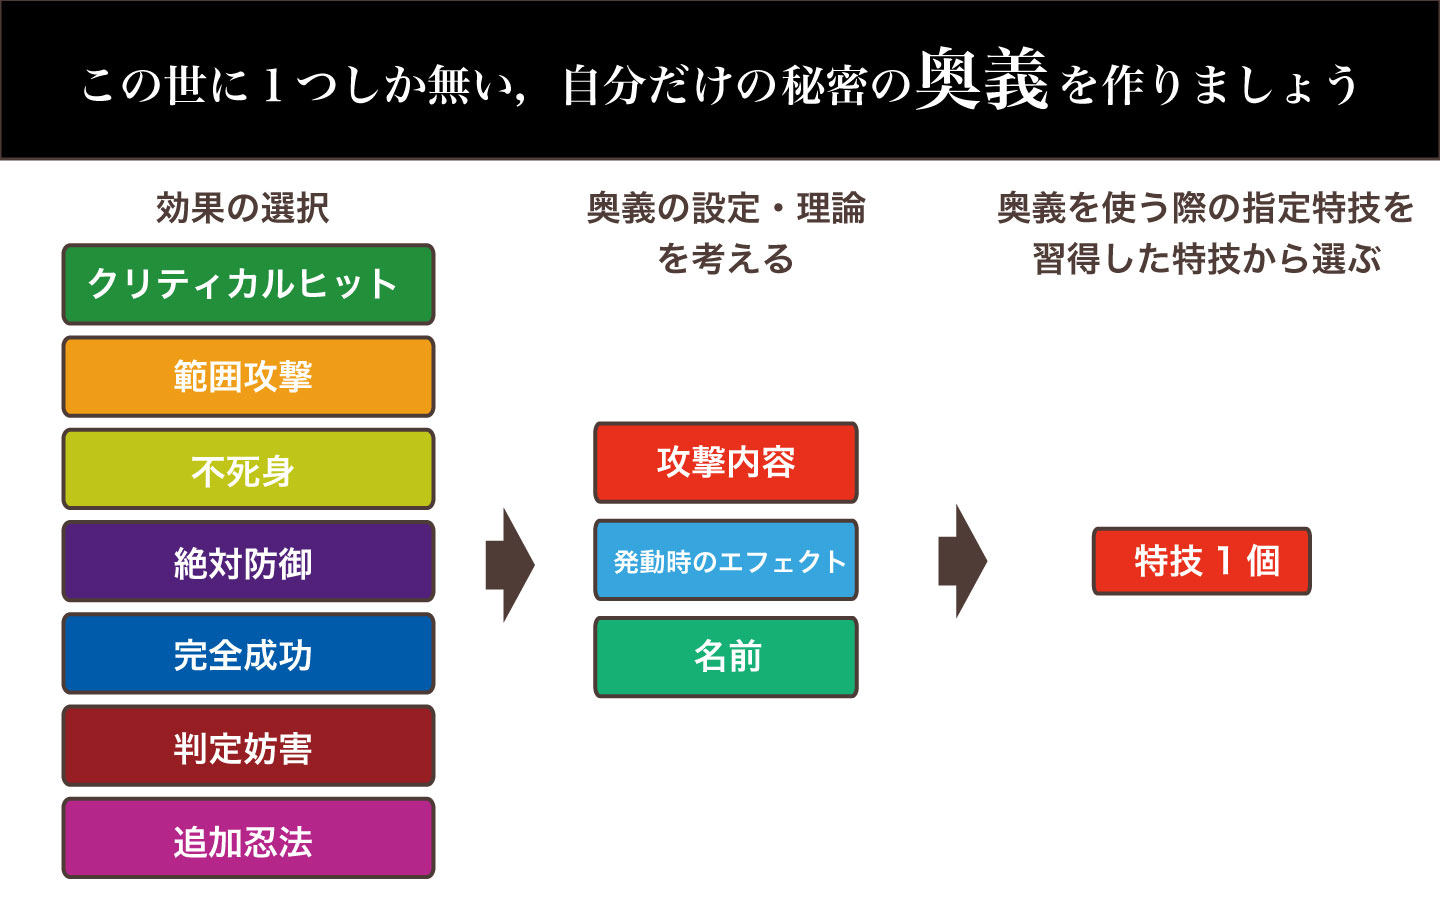 この世に1つしか無い，自分だけの秘密の奥義を作りましょう
効果の選択
クリティカルヒット
範囲攻撃
不死身
絶対防御
完全成功
判定妨害
追加忍法
奥義の設定・理論
を考える
攻撃内容
発動時のエフェクト
名前
奥義を使う際の指定特技を
習得した特技から選ぶ
特技1個